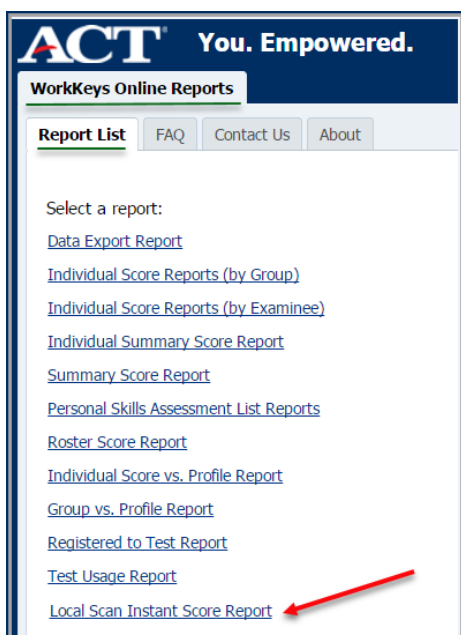 ACT You. Empowered.
WorkKeys Online Reports
Report List FAQ Contact Us About
Select a report:
Data Export Report
Individual Score Reports (by Group)
Individual Score Reports (by Examinee)
Individual Summary Score Report
Summary Score Report
Personal Skills Assessment List Reports
Roster Score Report
Individual Score vs. Profile Report
Group vs. Profile Report
Registered to Test Report
Test Usage Report
Local Scan Instant Score Report